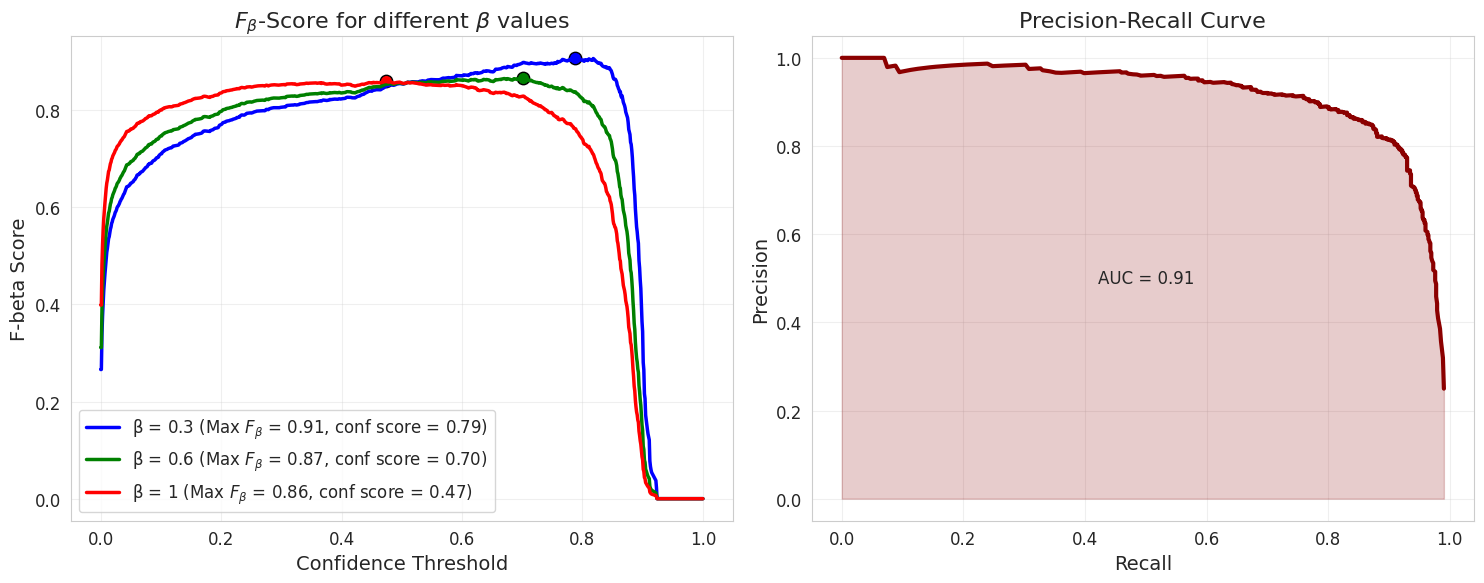 F_β-Score for different β values
F-beta Score
0.8
0.6
0.4
0.2
0.0
β = 0.3 (Max F_β = 0.91, conf score = 0.79)
β = 0.6 (Max F_β = 0.87, conf score = 0.70)
β = 1 (Max F_β = 0.86, conf score = 0.47)
0.0 0.2 0.4 0.6 0.8 1.0
Confidence Threshold
Precision-Recall Curve
Precision
1.0
0.8
0.6
0.4
0.2
0.0
AUC = 0.91
0.0 0.2 0.4 0.6 0.8 1.0
Recall